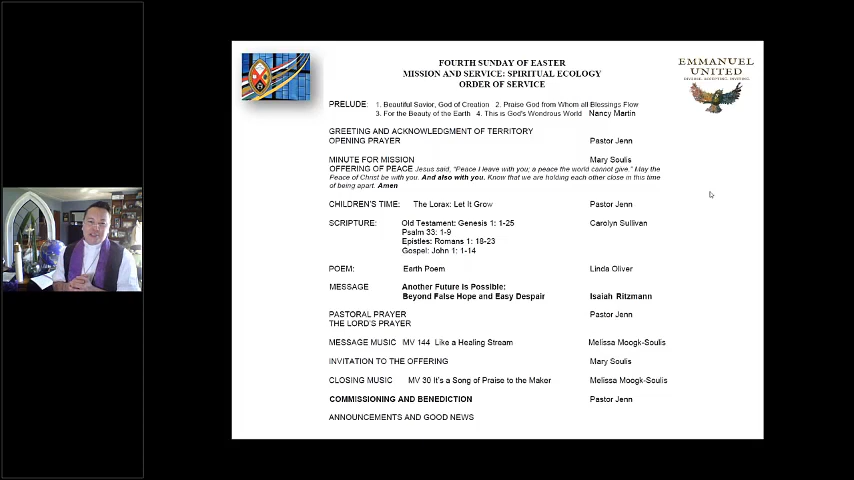 FOURTH SUNDAY OF EASTER
MISSION AND SERVICE: SPIRITUAL ECOLOGY
ORDER OF SERVICE
EMMANUEL
UNITED
DIVERSE. ACCEPTING. INVITING.
PRELUDE: 1. Beautiful Savior, God of Creation 2. Praise God from Whom all Blessings Flow
3. For the Beauty of the Earth 4. This is God's Wondrous World Nancy Martin
GREETING AND ACKNOWLEDGMENT OF TERRITORY
OPENING PRAYER Pastor Jenn
MINUTE FOR MISSION Mary Soulis
OFFERING OF PEACE Jesus said, "Peace I leave with you; a peace the world cannot give." May the
Peace of Christ be with you. And also with you. Know that we are holding each other close in this time
of being apart. Amen
CHILDREN'S TIME: The Lorax: Let It Grow Pastor Jenn
SCRIPTURE: Old Testament: Genesis 1: 1-25 Carolyn Sullivan
Psalm 33: 1-9
Epistles: Romans 1: 18-23
Gospel: John 1: 1-14
POEM: Earth Poem Linda Oliver
MESSAGE Another Future is Possible:
Beyond False Hope and Easy Despair Isaiah Ritzmann
PASTORAL PRAYER Pastor Jenn
THE LORD'S PRAYER
MESSAGE MUSIC MV 144 Like a Healing Stream Melissa Moogk-Soulis
INVITATION TO THE OFFERING Mary Soulis
CLOSING MUSIC MV 30 It's a Song of Praise to the Maker Melissa Moogk-Soulis
COMMISSIONING AND BENEDICTION Pastor Jenn
ANNOUNCEMENTS AND GOOD NEWS